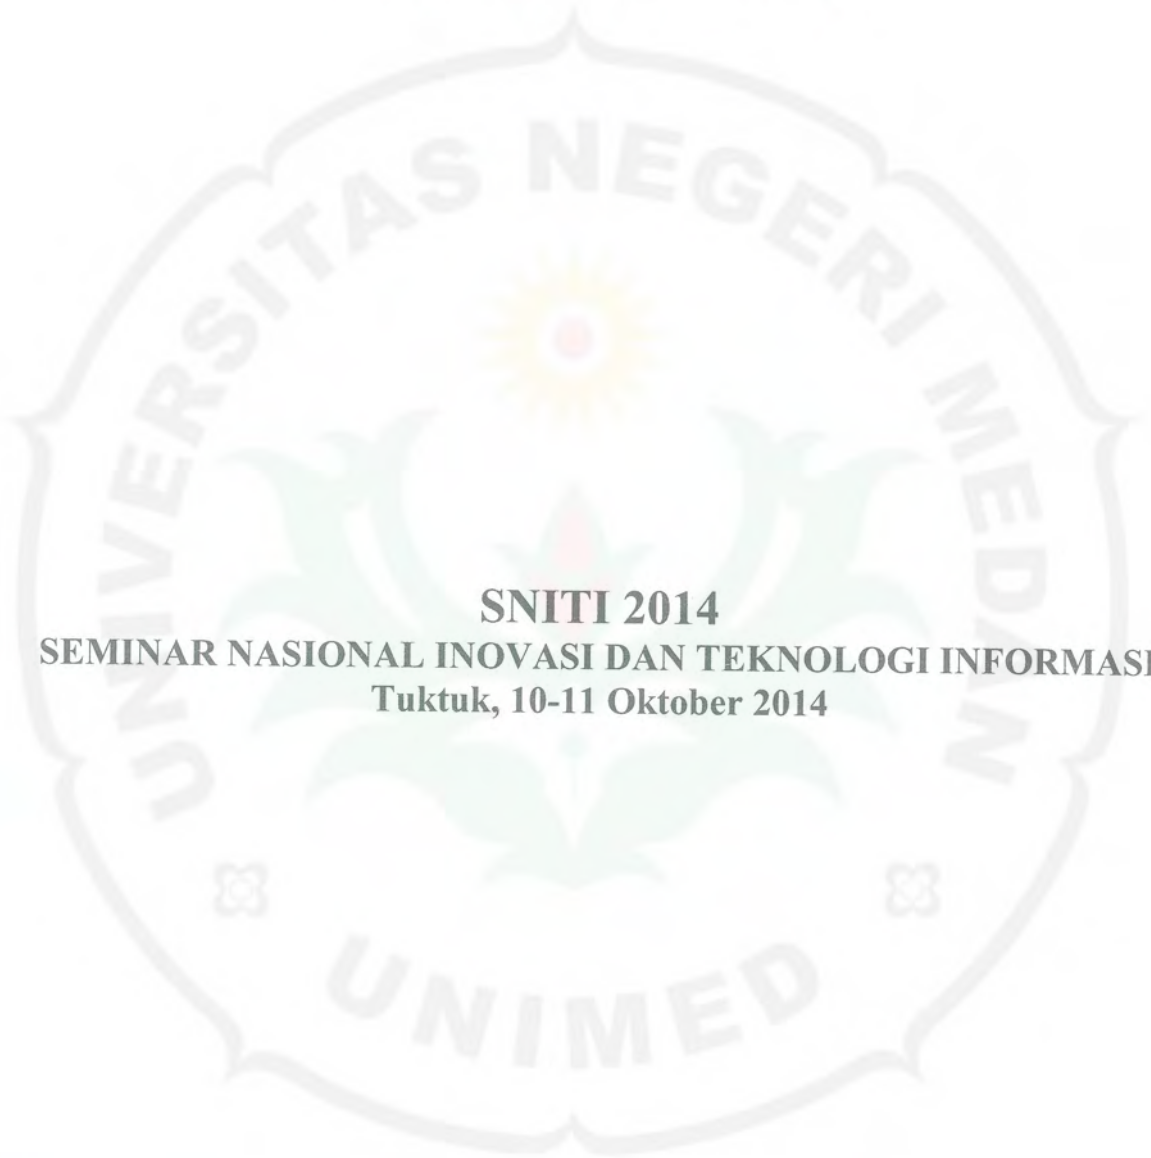 UNIVERSITAS NEGERI MEDAN
SNITI 2014
SEMINAR NASIONAL INOVASI DAN TEKNOLOGI INFORMASI
Tuktuk, 10-11 Oktober 2014
UNIMED